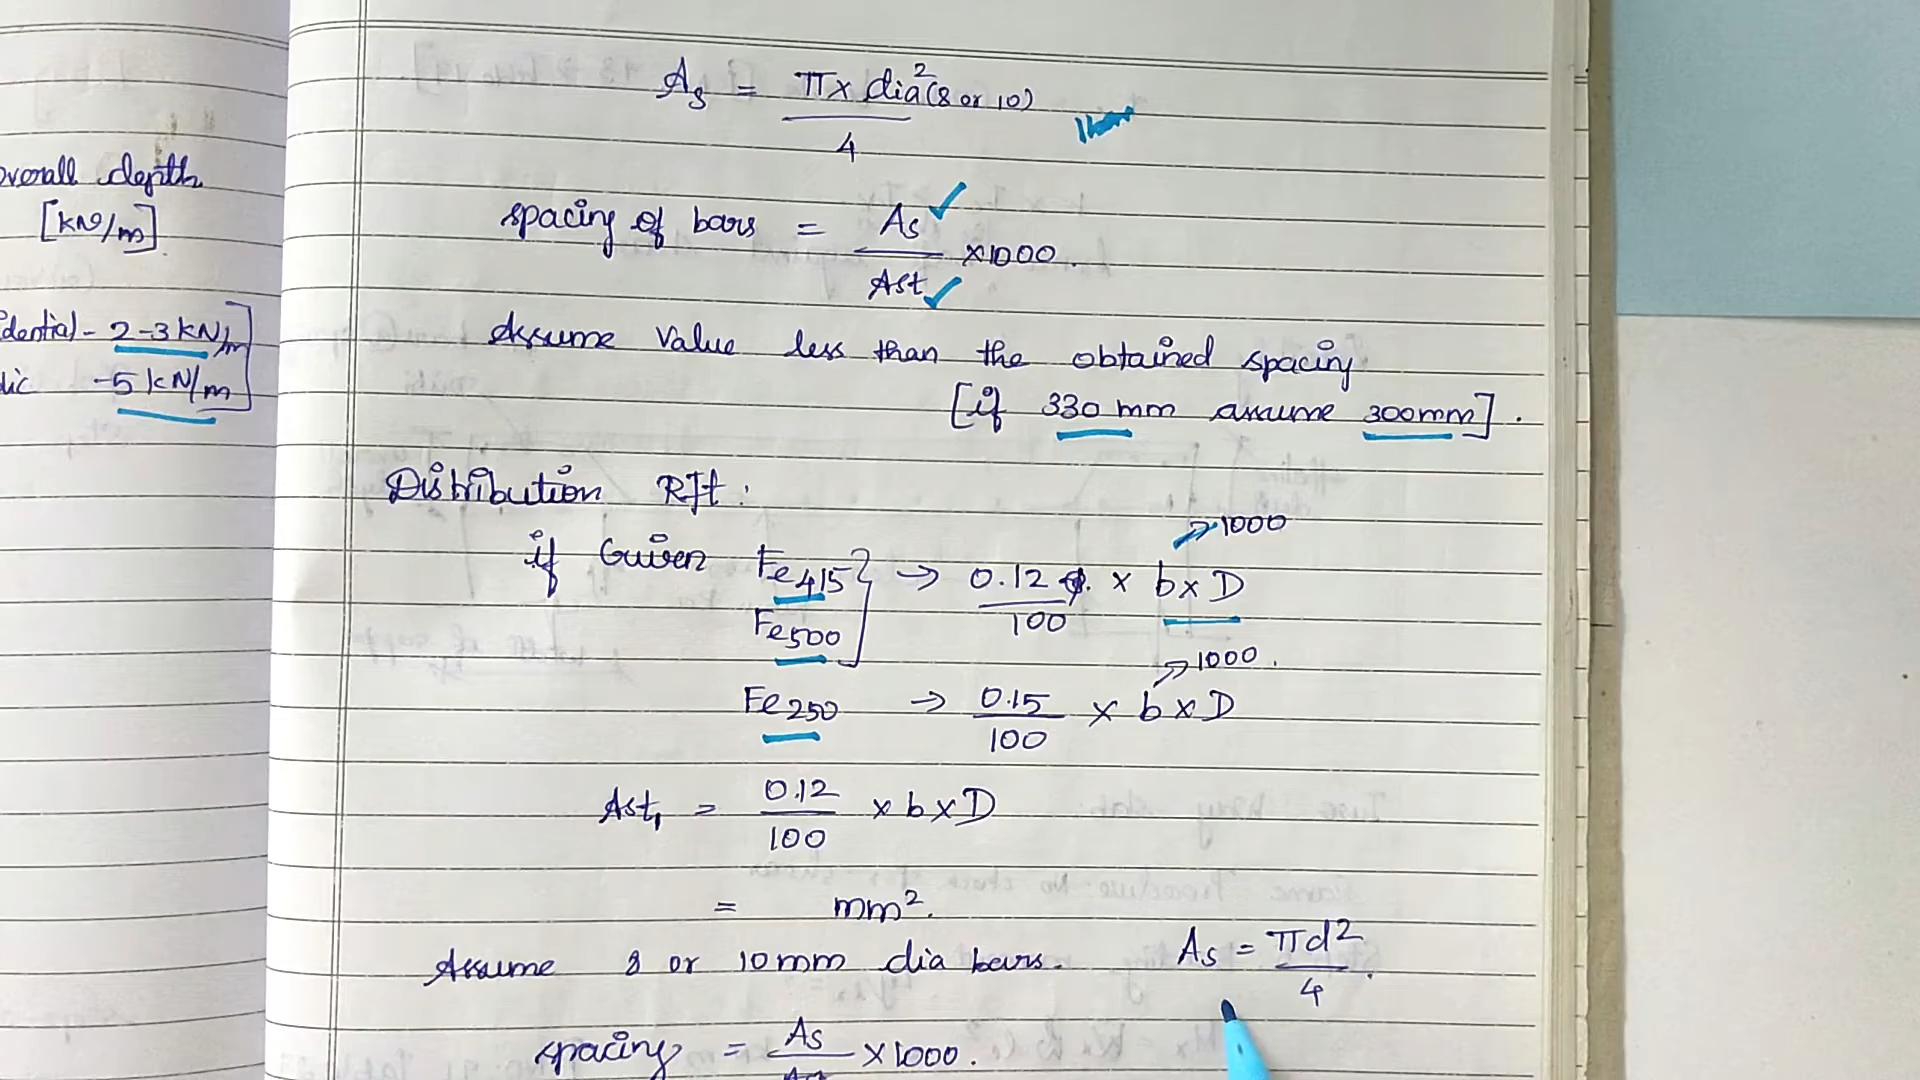 overall depth
[kN/m]
dential - 2-3 kN/m
lic - 5 kN/m]
As = π x dia² (8 or 10)
4
spacing of bars = As
Ast x 1000.
Assume value less than the obtained spacing
[if 330 mm assume 300mm].
Distribution Rft :
→ 1000
if Given Fe415 } → 0.12 x b x D
100
Fe500
→ 1000.
Fe250 → 0.15 x b x D
100
Ast₁ = 0.12 x b x D
100
= mm².
Assume 8 or 10mm dia bars. As = πd²
4.
spacing = As x 1000.